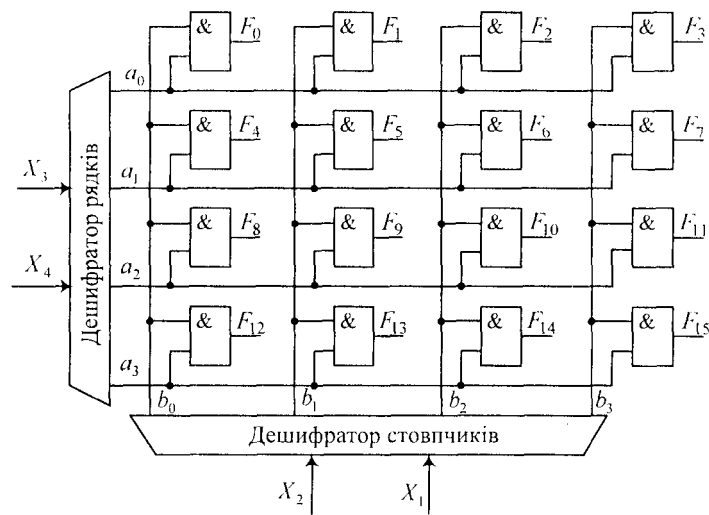 & F₀ & F₁ & F₂ & F₃
a₀
& F₄ & F₅ & F₆ & F₇
X₃ a₁
& F₈ & F₉ & F₁₀ & F₁₁
X₄ a₂
Дешифратор рядків
& F₁₂ & F₁₃ & F₁₄ & F₁₅
a₃
b₀ b₁ b₂ b₃
Дешифратор стовпчиків
X₂ X₁